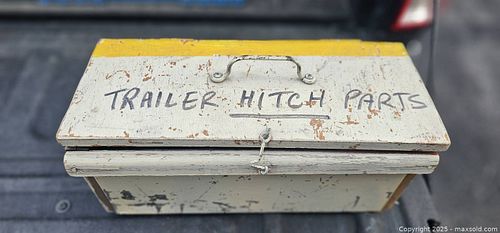 TRAILER HITCH PARTS
Copyright 2025 - maxsold.com